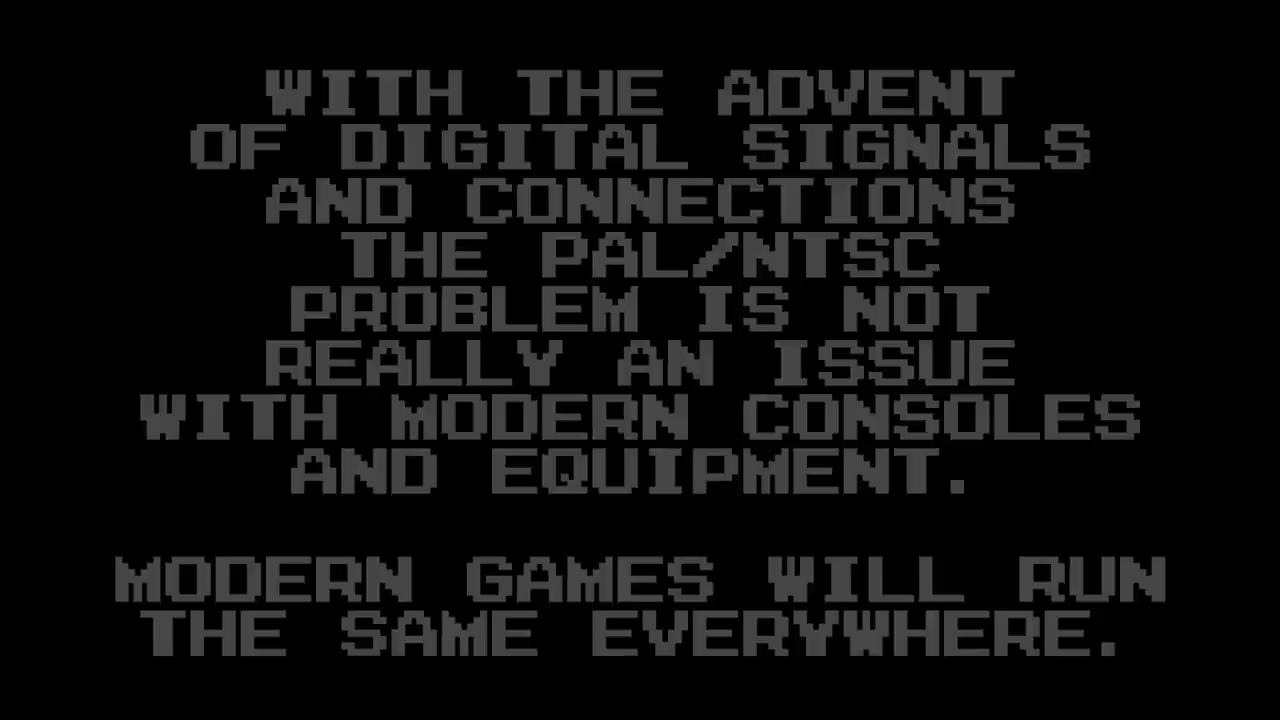 WITH THE ADVENT
OF DIGITAL SIGNALS
AND CONNECTIONS
THE PAL/NTSC
PROBLEM IS NOT
REALLY AN ISSUE
WITH MODERN CONSOLES
AND EQUIPMENT.
MODERN GAMES WILL RUN
THE SAME EVERYWHERE.